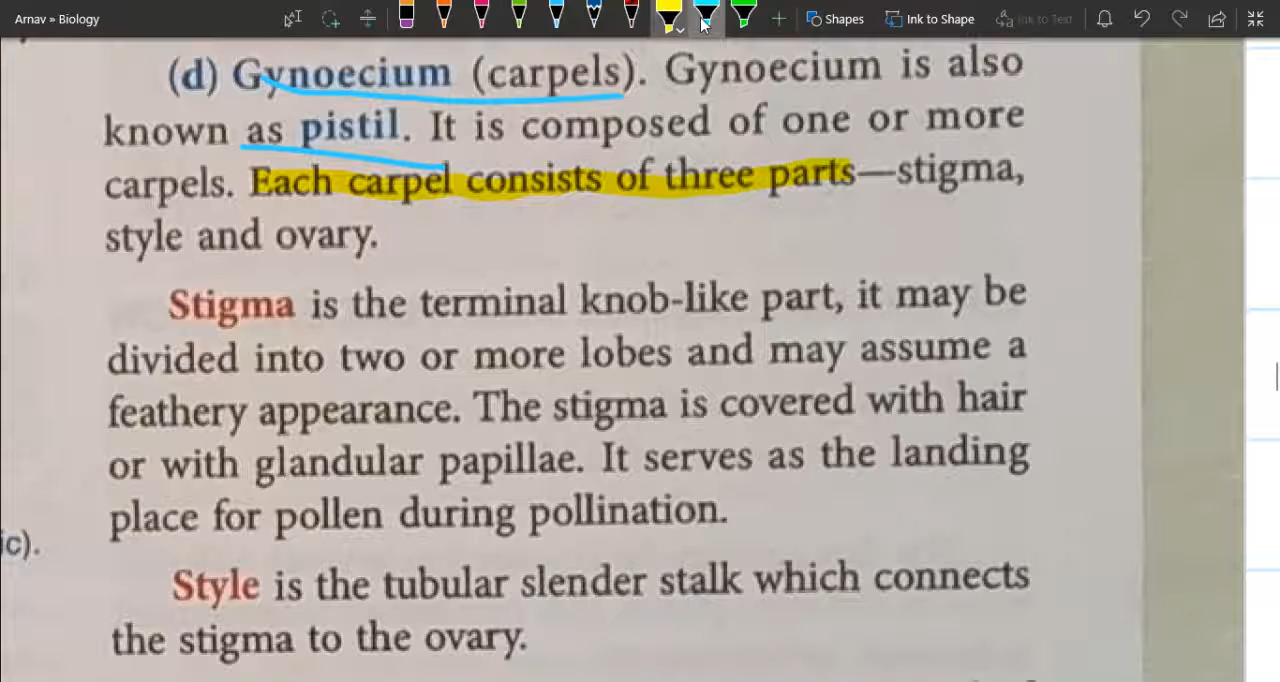 Arnav » Biology
Shapes
Ink to Shape
Ink to Text
(d) Gynoecium (carpels). Gynoecium is also
known as pistil. It is composed of one or more
carpels. Each carpel consists of three parts—stigma,
style and ovary.
Stigma is the terminal knob-like part, it may be
divided into two or more lobes and may assume a
feathery appearance. The stigma is covered with hair
or with glandular papillae. It serves as the landing
place for pollen during pollination.
ic).
Style is the tubular slender stalk which connects
the stigma to the ovary.